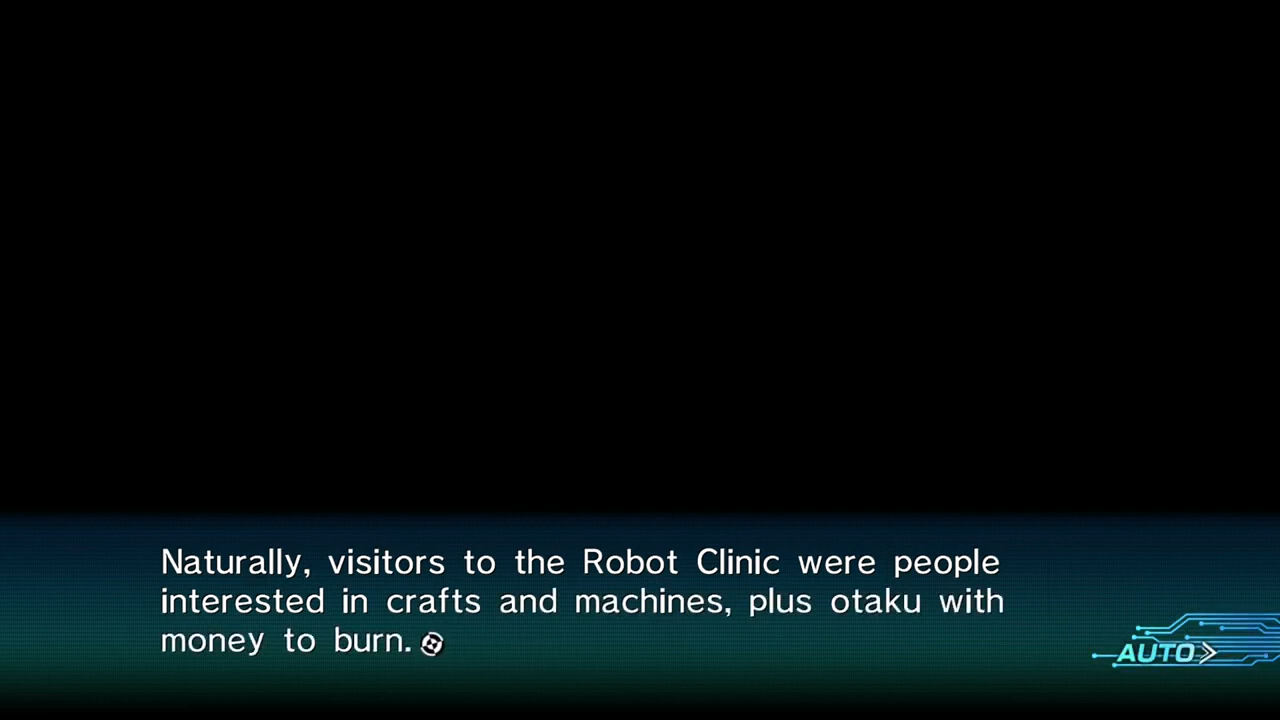 Naturally, visitors to the Robot Clinic were people
interested in crafts and machines, plus otaku with
money to burn.
AUTO